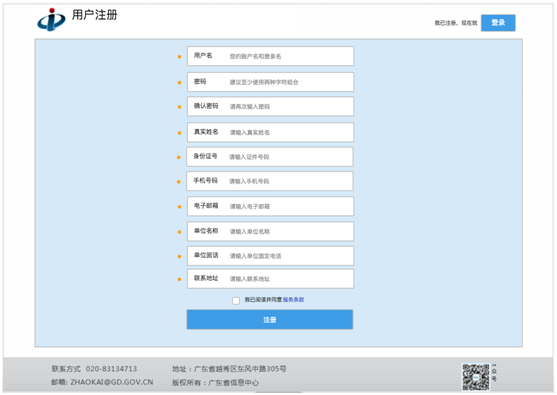 用户注册
我已注册，现在就 登录
用户名 您的账户名和登录名
密码 建议至少使用两种字符组合
确认密码 请再次输入密码
真实姓名 请输入真实姓名
身份证号 请输入证件号码
手机号码 请输入手机号码
电子邮箱 请输入电子邮箱
单位名称 请输入单位名称
单位固话 请输入单位固定电话
联系地址 请输入联系地址
我已阅读并同意 服务条款
注册
联系方式 020-83134713 地址：广东省越秀区东风中路305号
邮箱: ZHAOKAI@GD.GOV.CN 版权所有：广东省信息中心
公众号